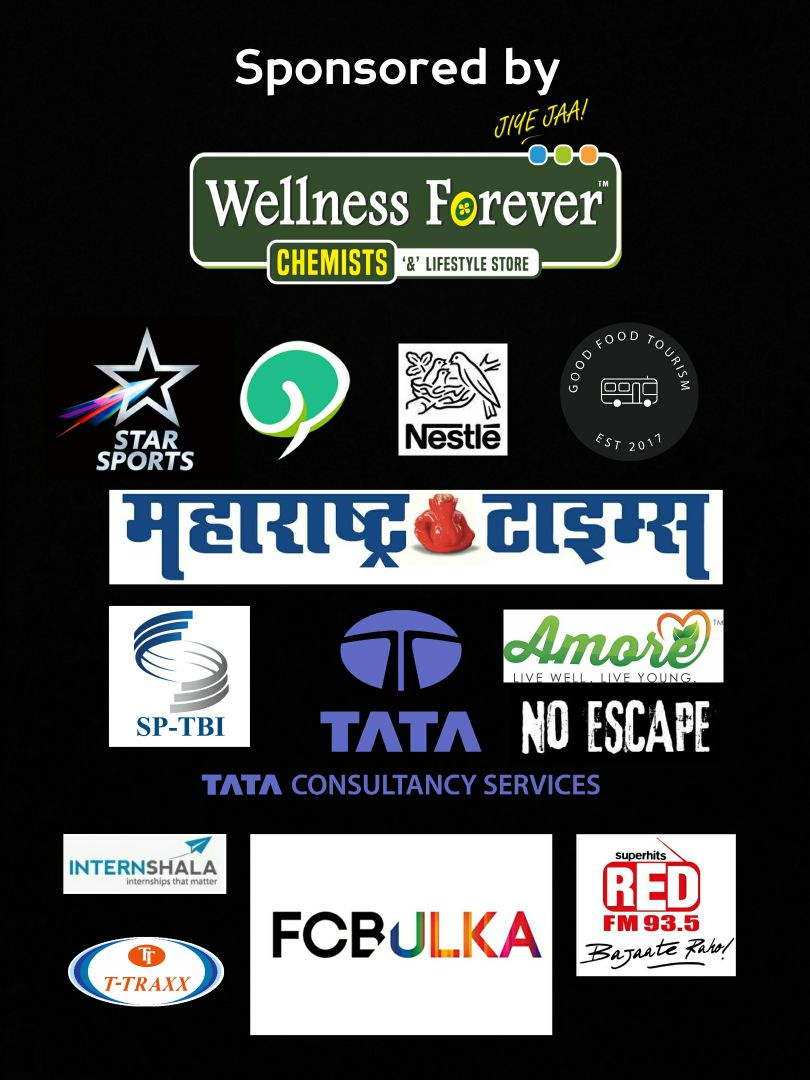 Sponsored by
JIYE JAA!
Wellness Forever™
CHEMISTS '&' LIFESTYLE STORE
STAR
SPORTS
Nestlé
GOOD FOOD TOURISM
EST 2017
महाराष्ट्र टाइम्स
SP-TBI
TATA
Amoré™
LIVE WELL. LIVE YOUNG.
NO ESCAPE
TATA CONSULTANCY SERVICES
INTERNSHALA
internships that matter
TT
T-TRAXX
FCBULKA
superhits
RED
FM 93.5
Bajaate Raho!